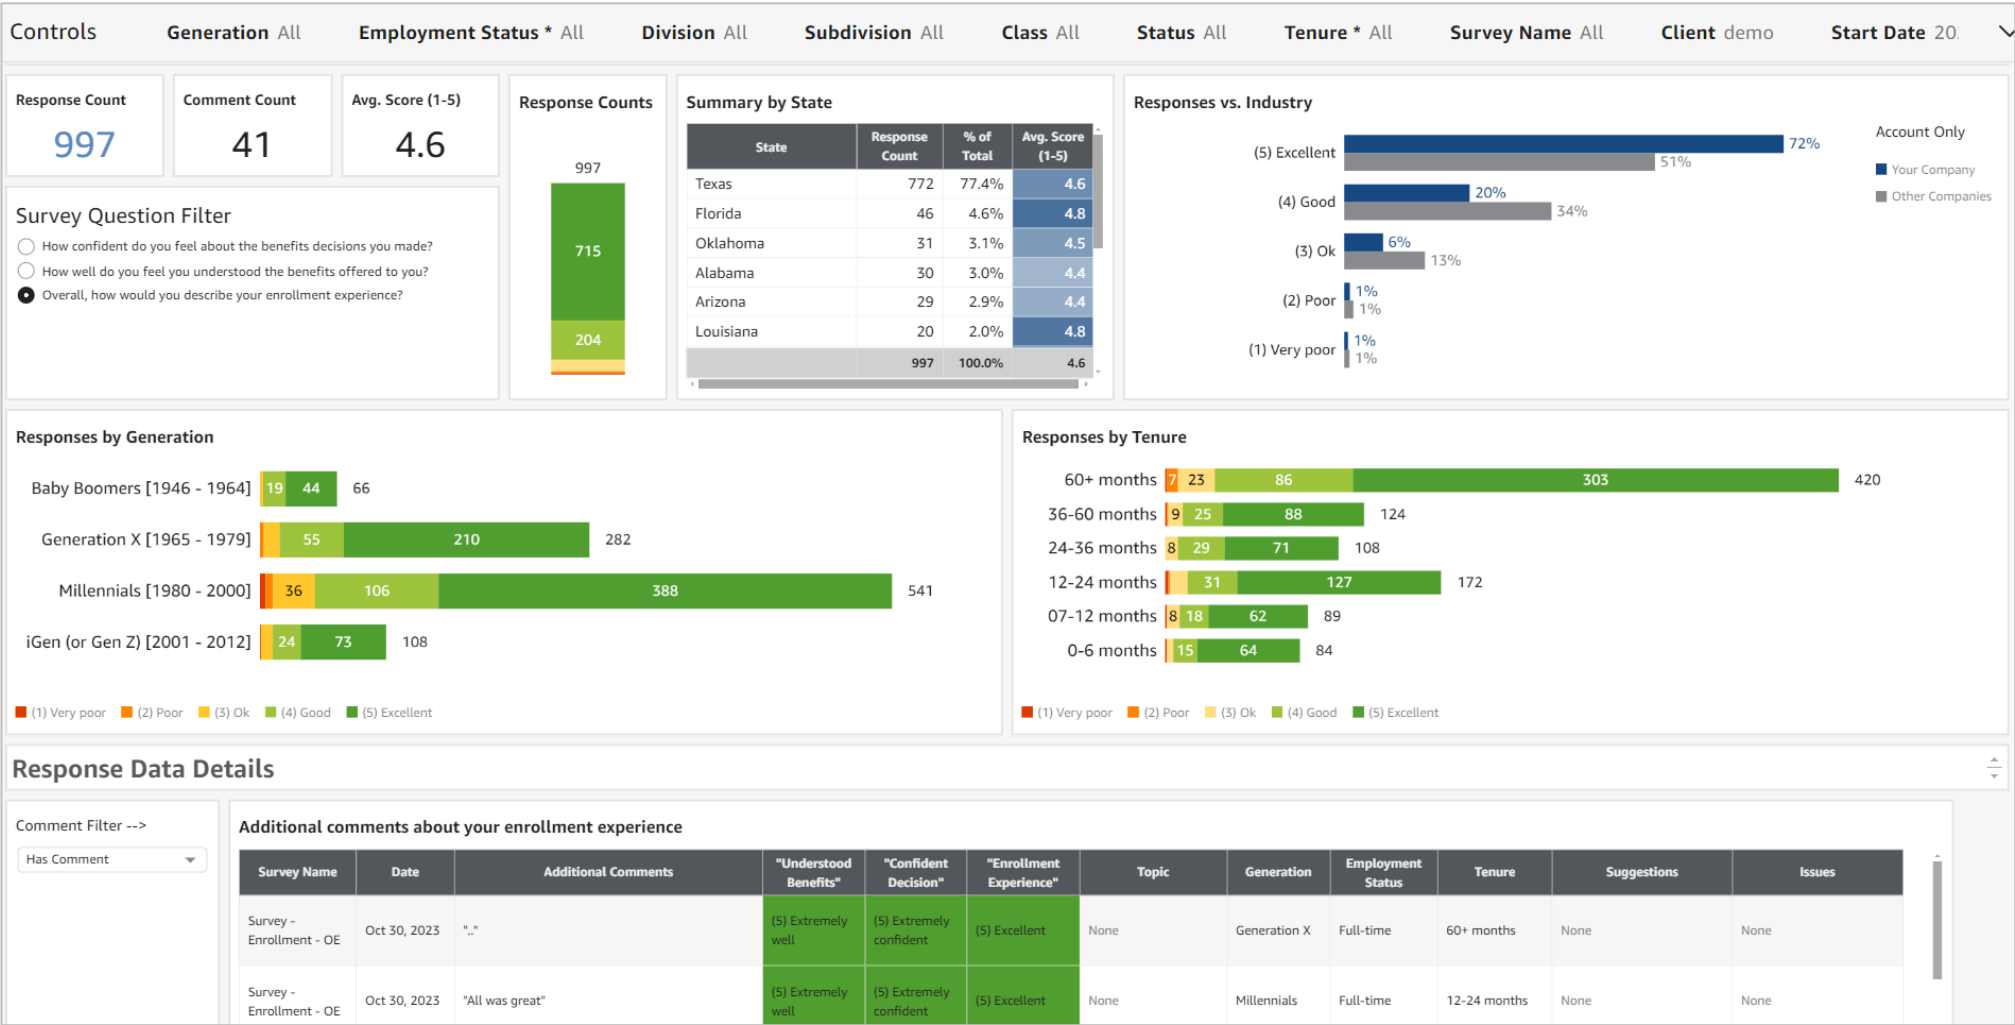 Controls
Generation All
Employment Status * All
Division All
Subdivision All
Class All
Status All
Tenure * All
Survey Name All
Client demo
Start Date 20
Response Count
997
Comment Count
41
Avg. Score (1-5)
4.6
Survey Question Filter
How confident do you feel about the benefits decisions you made?
How well do you feel you understood the benefits offered to you?
Overall, how would you describe your enrollment experience?
Response Counts
997
715
204
Summary by State
State Response Count % of Total Avg. Score (1-5)
Texas 772 77.4% 4.6
Florida 46 4.6% 4.8
Oklahoma 31 3.1% 4.5
Alabama 30 3.0% 4.4
Arizona 29 2.9% 4.4
Louisiana 20 2.0% 4.8
997 100.0% 4.6
Responses vs. Industry
(5) Excellent 72%
51%
(4) Good 20%
34%
(3) Ok 6%
13%
(2) Poor 1%
1%
(1) Very poor 1%
1%
Account Only
Your Company
Other Companies
Responses by Generation
Baby Boomers [1946 - 1964] 19 44 66
Generation X [1965 - 1979] 55 210 282
Millennials [1980 - 2000] 36 106 388 541
iGen (or Gen Z) [2001 - 2012] 24 73 108
(1) Very poor (2) Poor (3) Ok (4) Good (5) Excellent
Responses by Tenure
60+ months 7 23 86 303 420
36-60 months 9 25 88 124
24-36 months 8 29 71 108
12-24 months 31 127 172
07-12 months 8 18 62 89
0-6 months 15 64 84
(1) Very poor (2) Poor (3) Ok (4) Good (5) Excellent
Response Data Details
Comment Filter -->
Has Comment
Additional comments about your enrollment experience
Survey Name Date Additional Comments "Understood Benefits" "Confident Decision" "Enrollment Experience" Topic Generation Employment Status Tenure Suggestions Issues
Survey - Enrollment - OE Oct 30, 2023 ".." (5) Extremely well (5) Extremely confident (5) Excellent None Generation X Full-time 60+ months None None
Survey - Enrollment - OE Oct 30, 2023 "All was great" (5) Extremely well (5) Extremely confident (5) Excellent None Millennials Full-time 12-24 months None None